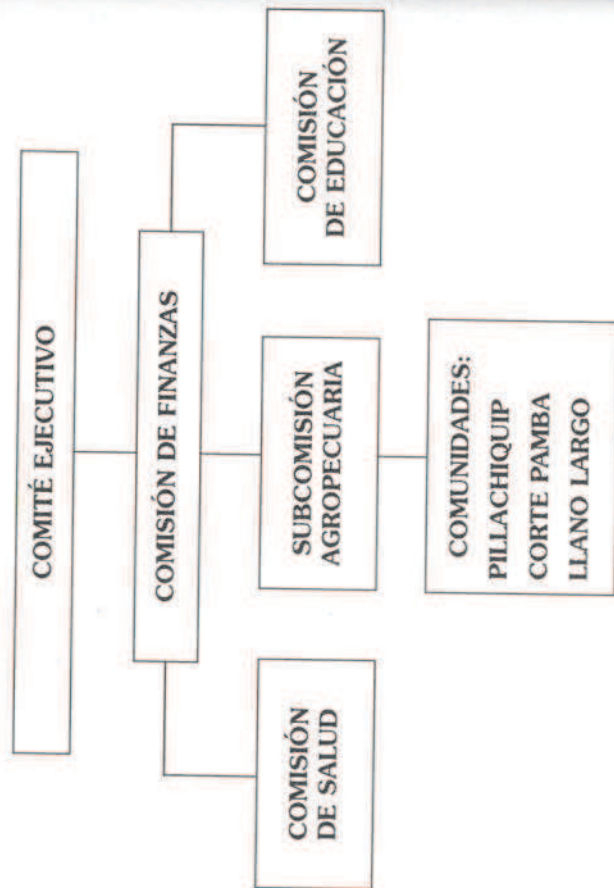 COMITÉ EJECUTIVO
COMISIÓN DE FINANZAS
COMISIÓN
DE SALUD
SUBCOMISIÓN
AGROPECUARIA
COMISIÓN
DE EDUCACIÓN
COMUNIDADES:
PILLACHIQUIP
CORTE PAMBA
LLANO LARGO